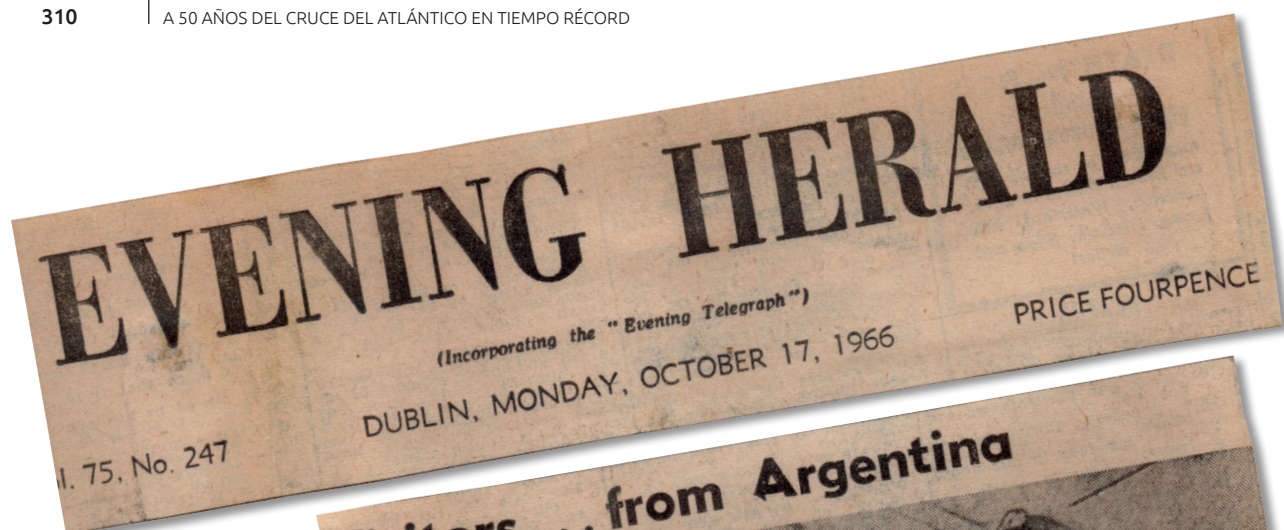 310
A 50 AÑOS DEL CRUCE DEL ATLÁNTICO EN TIEMPO RÉCORD
EVENING HERALD
(Incorporating the "Evening Telegraph")
l. 75, No. 247
DUBLIN, MONDAY, OCTOBER 17, 1966
PRICE FOURPENCE
... from Argentina